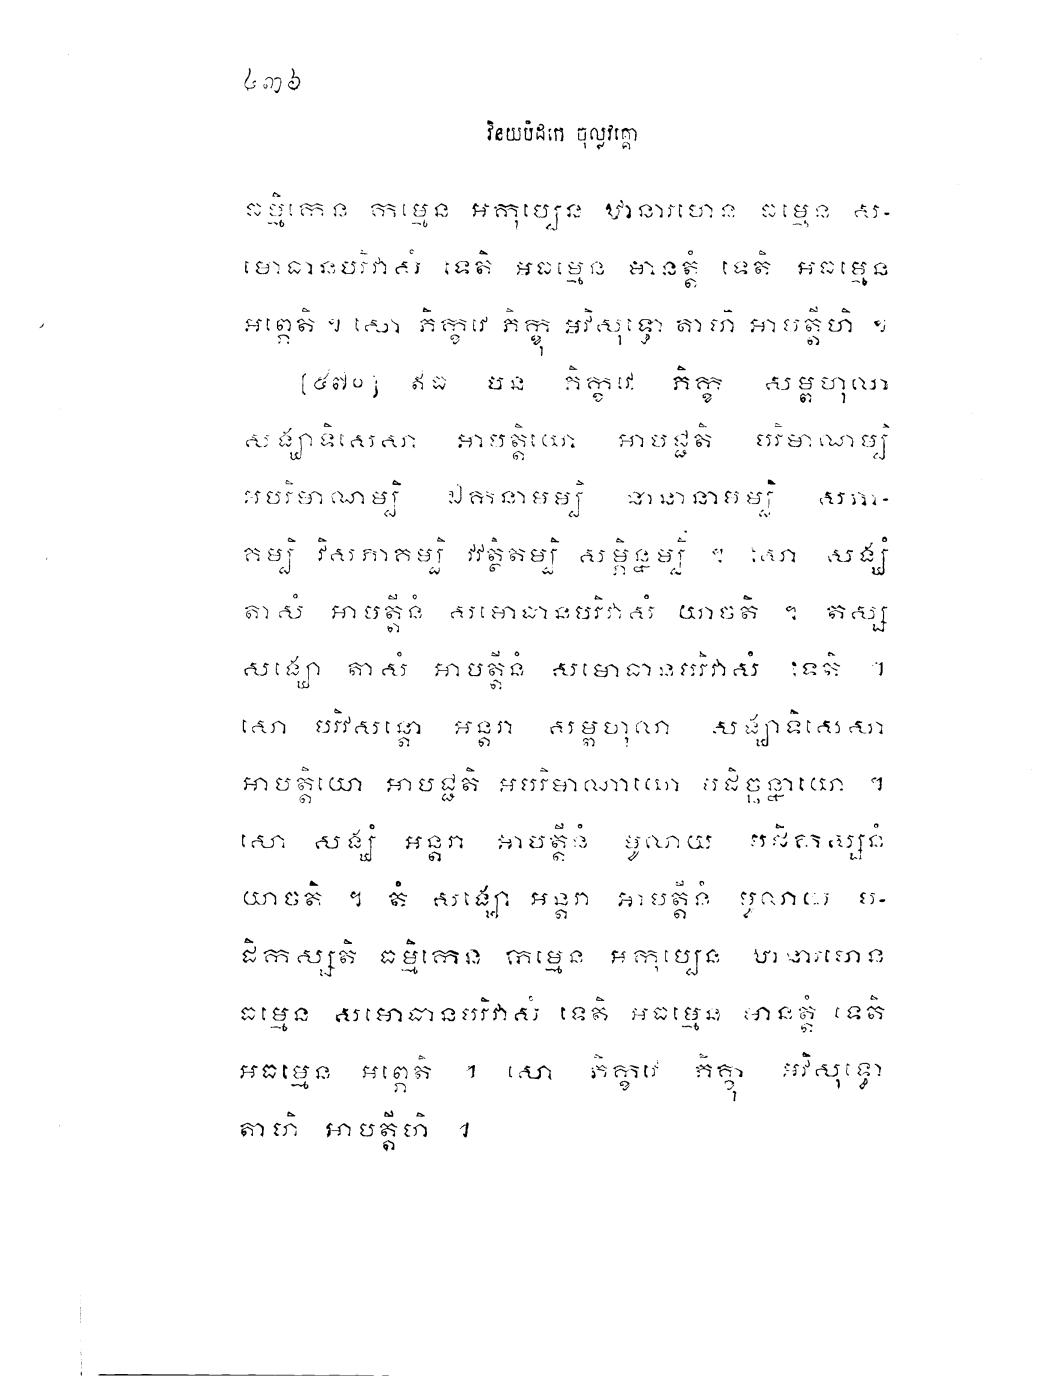 ៤៣៦
វិនយបិដកេ ចុល្លវគ្គោ
ធម្មិកេន កម្មេន អកុប្បេន ឋានារហេន ធម្មេន ស-
មោធានបរិវាសំ ទេតិ អធម្មេន មានត្តំ ទេតិ អធម្មេន
អព្ភេតិ ។ សោ ភិក្ខវេ ភិក្ខុ អវិសុទ្ធោ តាហិ អាបត្តីហិ ។
(៥៧០) ឥធ បន ភិក្ខវេ ភិក្ខុ សម្ពហុលា
សង្ឃាទិសេសា អាបត្តិយោ អាបជ្ជតិ បរិមាណម្បិ
អបរិមាណម្បិ ឯកនាមម្បិ នានានាមម្បិ សភា-
គម្បិ វិសភាគម្បិ វវត្ថិតម្បិ សម្ភិន្នម្បិ ។ សោ សង្ឃំ
តាសំ អាបត្តីនំ សមោធានបរិវាសំ យាចតិ ។ តស្ស
សង្ឃោ តាសំ អាបត្តីនំ សមោធានបរិវាសំ ទេតិ ។
សោ បរិវសន្តោ អន្តរា សម្ពហុលា សង្ឃាទិសេសា
អាបត្តិយោ អាបជ្ជតិ អបរិមាណាយោ បដិច្ឆន្នាយោ ។
សោ សង្ឃំ អន្តរា អាបត្តីនំ មូលាយ បដិកស្សនំ
យាចតិ ។ តំ សង្ឃោ អន្តរា អាបត្តីនំ មូលាយ ប-
ដិកស្សតិ ធម្មិកេន កម្មេន អកុប្បេន ឋានារហេន
ធម្មេន សមោធានបរិវាសំ ទេតិ អធម្មេន មានត្តំ ទេតិ
អធម្មេន អព្ភេតិ ។ សោ ភិក្ខវេ ភិក្ខុ អវិសុទ្ធោ
តាហិ អាបត្តីហិ ។